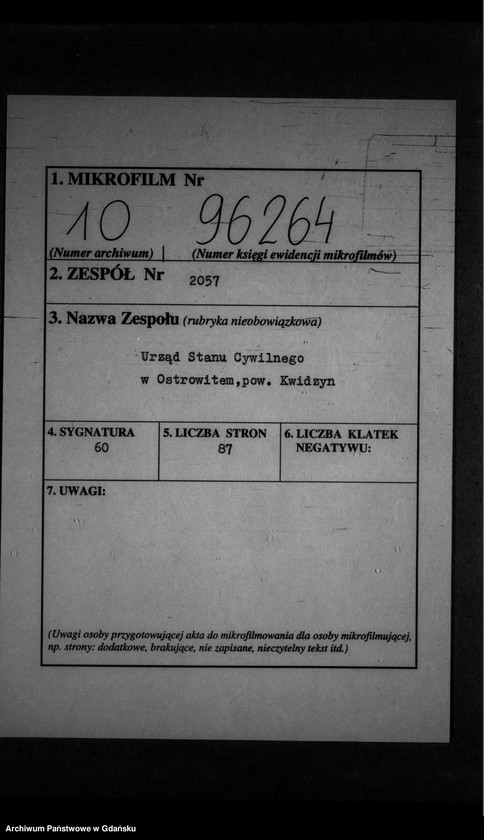 1. MIKROFILM Nr
10 96264
(Numer archiwum) (Numer księgi ewidencji mikrofilmów)
2. ZESPÓŁ Nr 2057
3. Nazwa Zespołu (rubryka nieobowiązkowa)
Urząd Stanu Cywilnego
w Ostrowitem,pow. Kwidzyn
4. SYGNATURA
60
5. LICZBA STRON
87
6. LICZBA KLATEK
NEGATYWU:
7. UWAGI:
(Uwagi osoby przygotowującej akta do mikrofilmowania dla osoby mikrofilmującej,
np. strony: dodatkowe, brakujące, nie zapisane, nieczytelny tekst itd.)
Archiwum Państwowe w Gdańsku